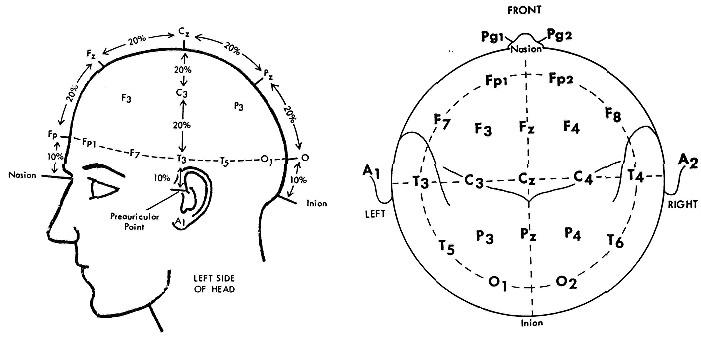 Cz
20%
20%
Fz
Pz
20%
C3
20%
20%
F3
P3
20%
Fp
Fp1
F7
T3
T5
O1
O
10%
10%
10%
Nasion
Inion
Preauricular
Point
A1
LEFT SIDE
OF HEAD
FRONT
Pg1
Pg2
Nasion
Fp1
Fp2
F7
F3
Fz
F4
F8
A1
T3
C3
Cz
C4
T4
A2
LEFT
RIGHT
T5
P3
Pz
P4
T6
O1
O2
Inion